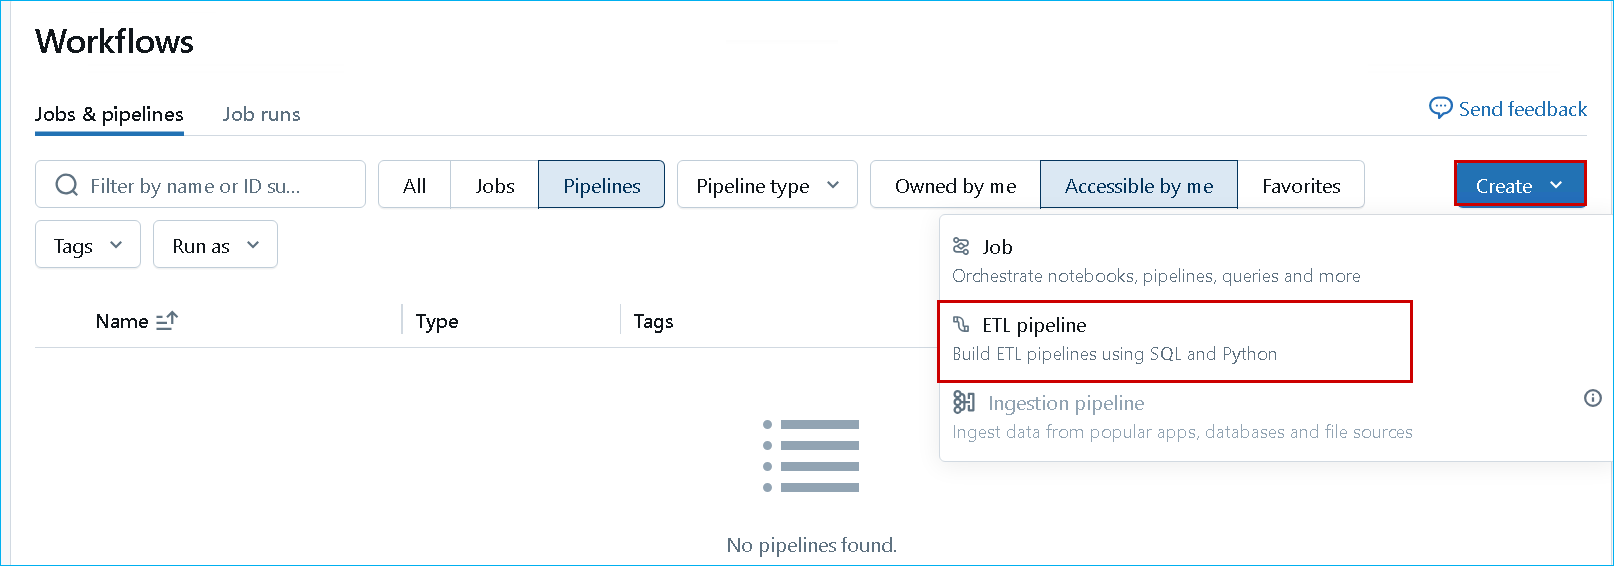 Workflows
Jobs & pipelines Job runs Send feedback
Filter by name or ID su... All Jobs Pipelines Pipeline type Owned by me Accessible by me Favorites Create
Tags Run as
Job
Orchestrate notebooks, pipelines, queries and more
Name Type Tags
ETL pipeline
Build ETL pipelines using SQL and Python
Ingestion pipeline
Ingest data from popular apps, databases and file sources
No pipelines found.